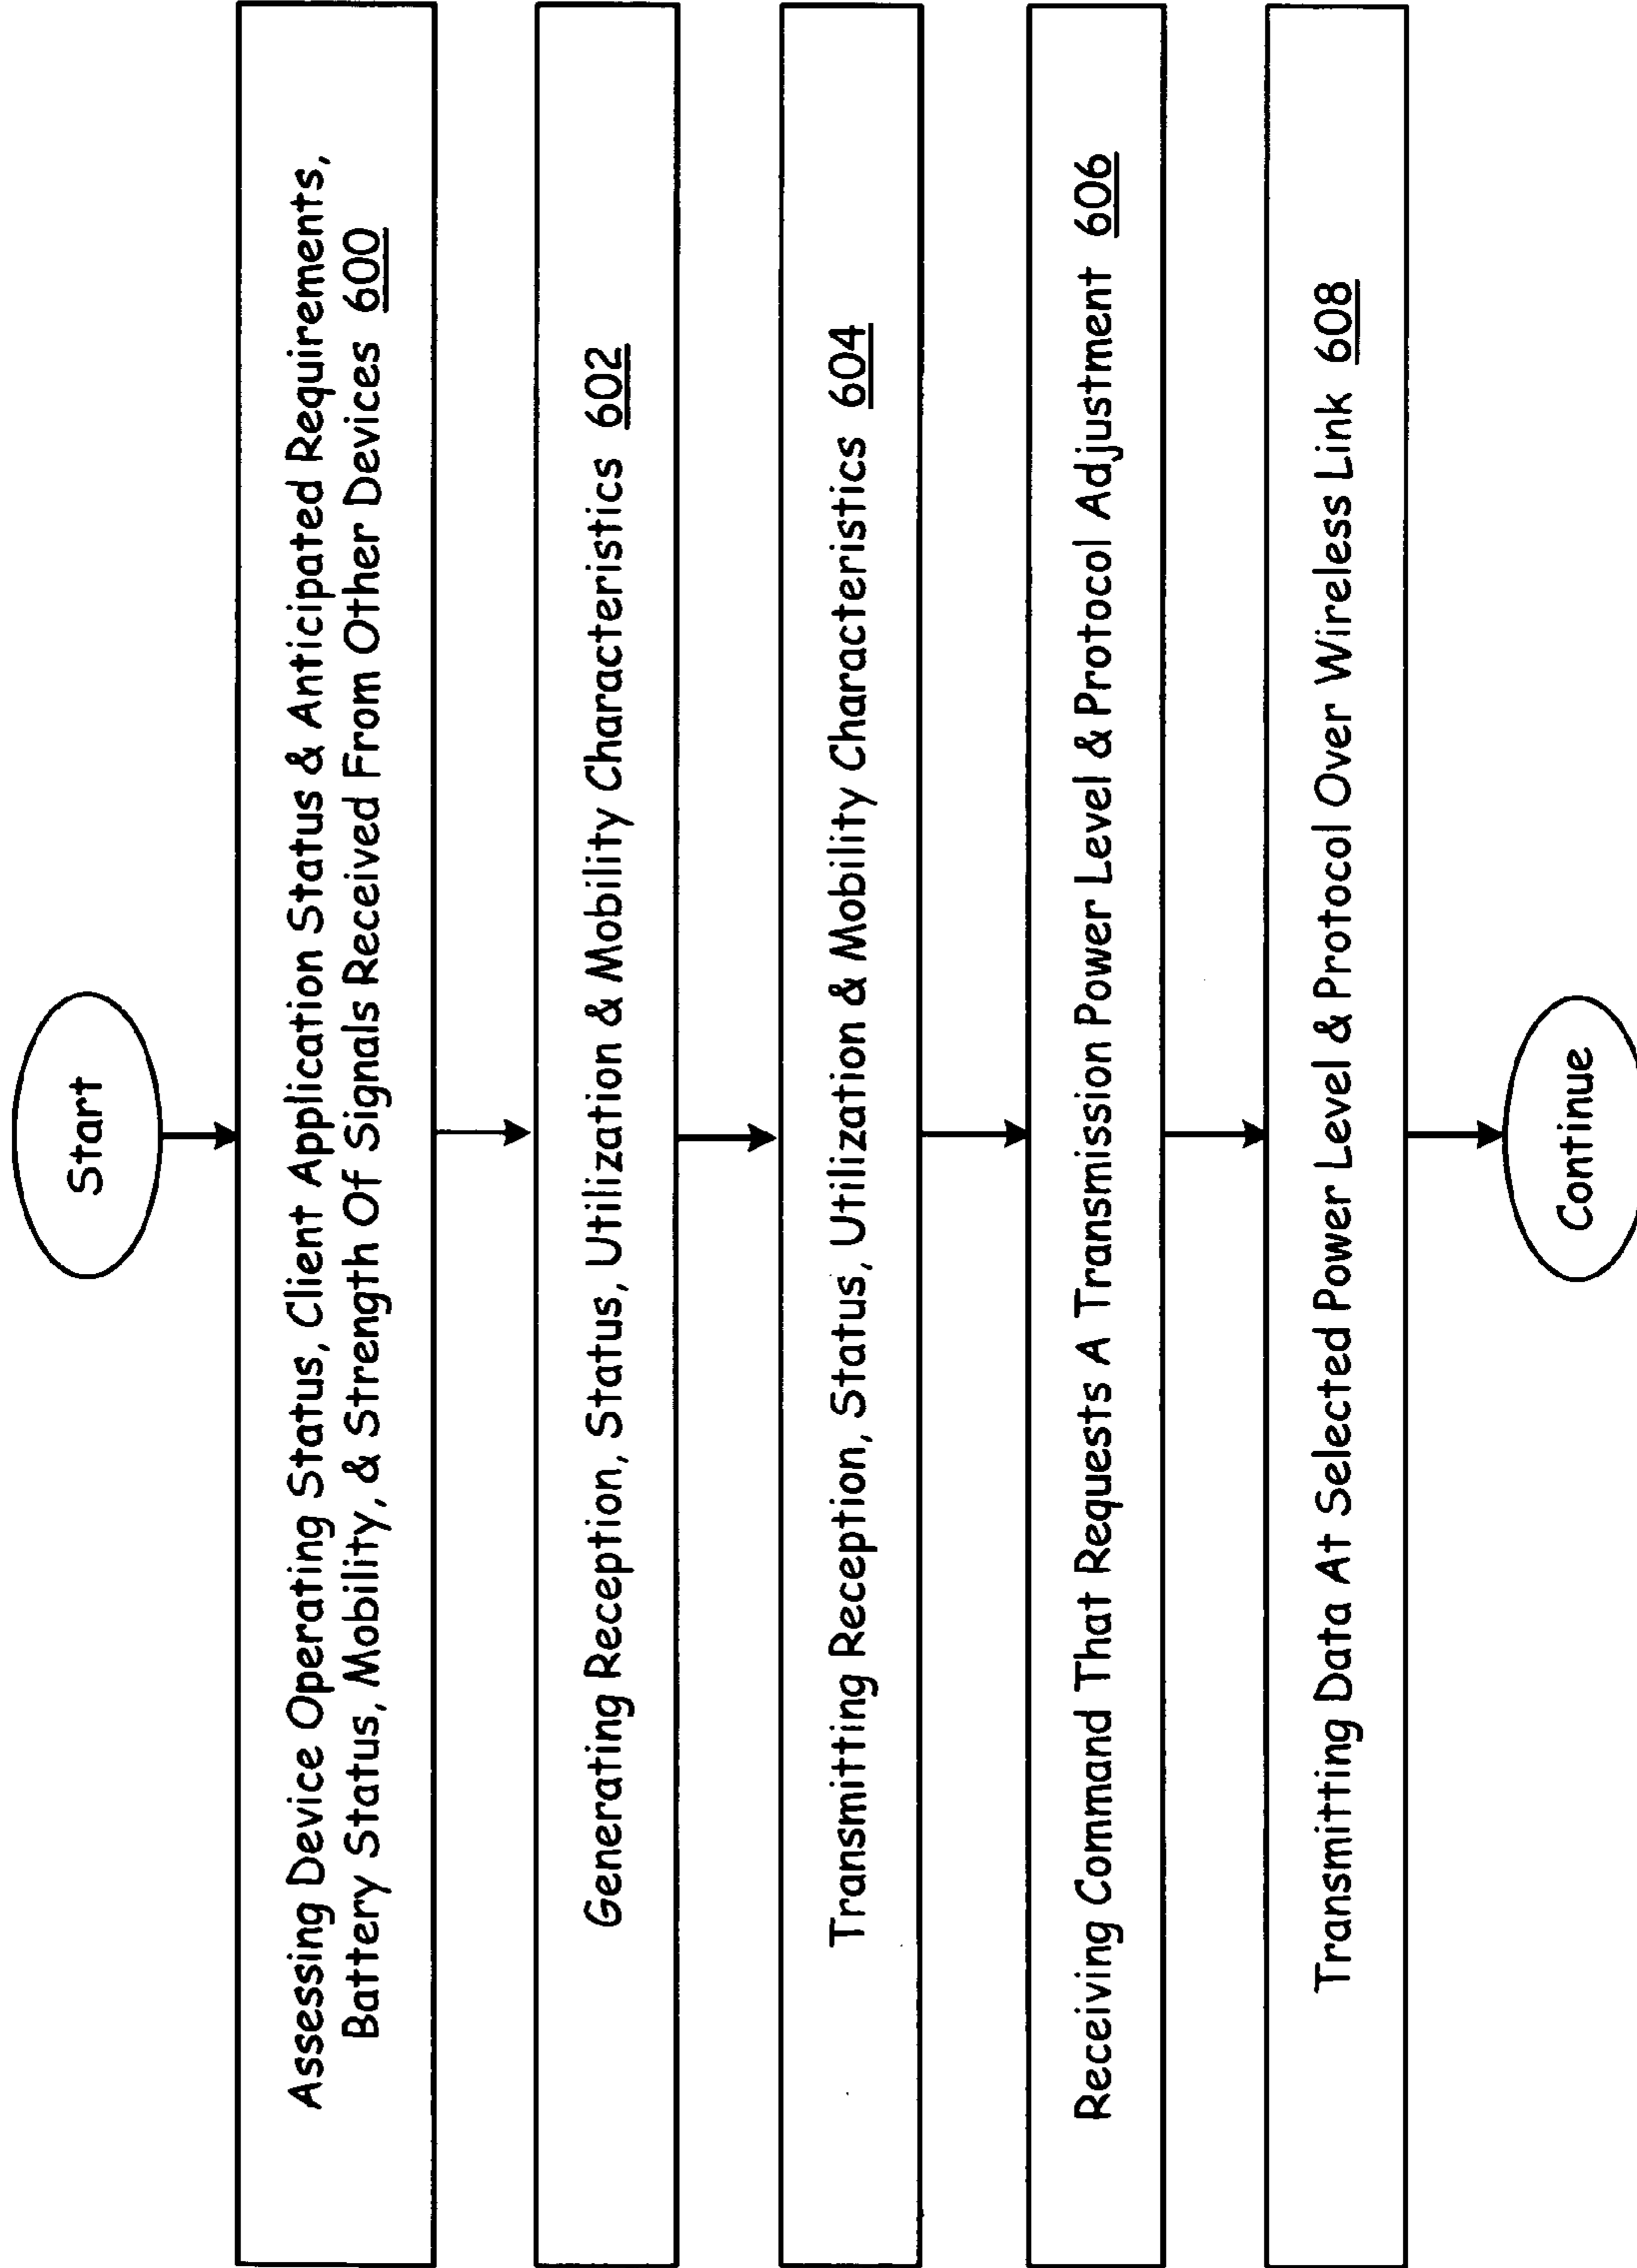 Start
Assessing Device Operating Status, Client Application Status & Anticipated Requirements,
Battery Status, Mobility, & Strength Of Signals Received From Other Devices 600
Generating Reception, Status, Utilization & Mobility Characteristics 602
Transmitting Reception, Status, Utilization & Mobility Characteristics 604
Receiving Command That Requests A Transmission Power Level & Protocol Adjustment 606
Transmitting Data At Selected Power Level & Protocol Over Wireless Link 608
Continue